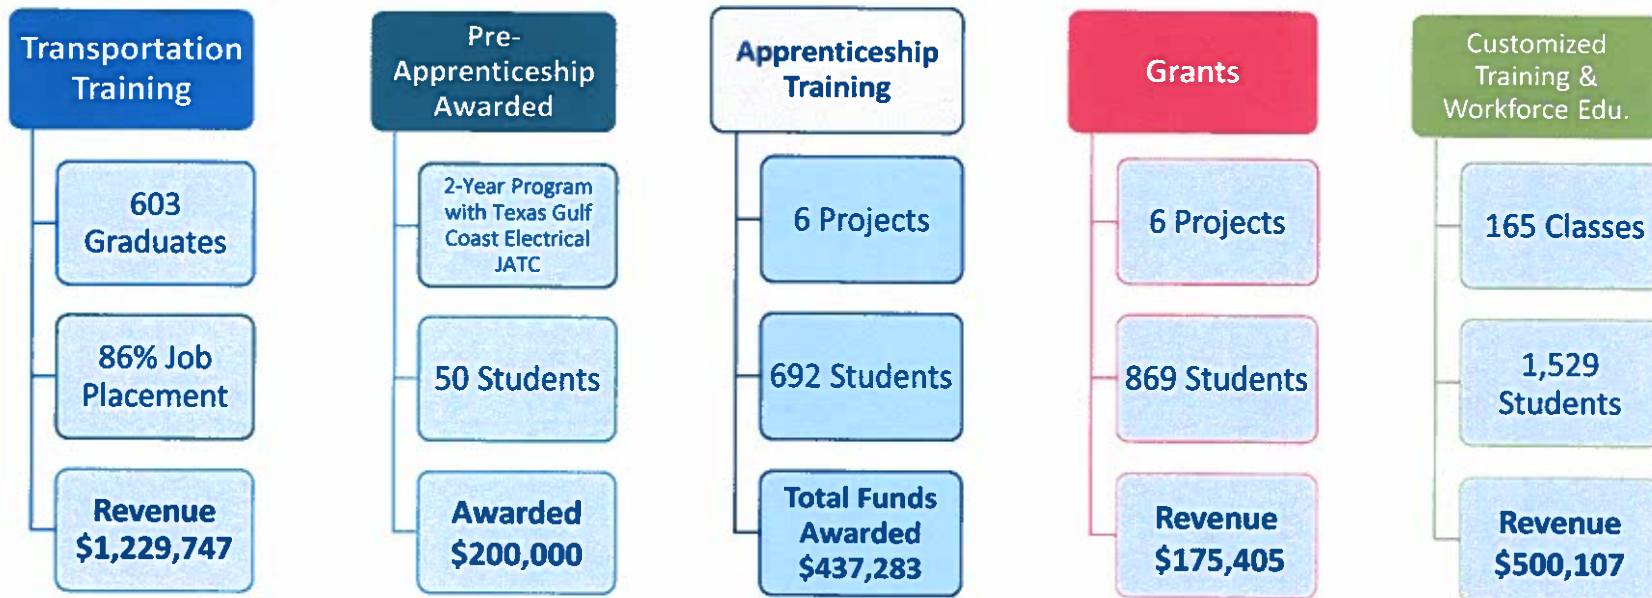 Transportation
Training
603
Graduates
86% Job
Placement
Revenue
$1,229,747
Pre-
Apprenticeship
Awarded
2-Year Program
with Texas Gulf
Coast Electrical
JATC
50 Students
Awarded
$200,000
Apprenticeship
Training
6 Projects
692 Students
Total Funds
Awarded
$437,283
Grants
6 Projects
869 Students
Revenue
$175,405
Customized
Training &
Workforce Edu.
165 Classes
1,529
Students
Revenue
$500,107